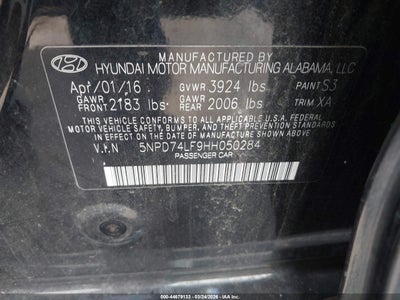 MANUFACTURED BY
HYUNDAI MOTOR MANUFACTURING ALABAMA, LLC
Apr/01/16 GVWR 3924 lbs. PAINT S3
GAWR FRONT 2183 lbs. GAWR REAR 2006 lbs. TRIM XA
THIS VEHICLE CONFORMS TO ALL APPLICABLE U.S.A. FEDERAL
MOTOR VEHICLE SAFETY, BUMPER, AND THEFT PREVENTION STANDARDS
IN EFFECT ON THE DATE OF MANUFACTURE SHOWN ABOVE.
V.I.N 5NPD74LF9HH050284
PASSENGER CAR